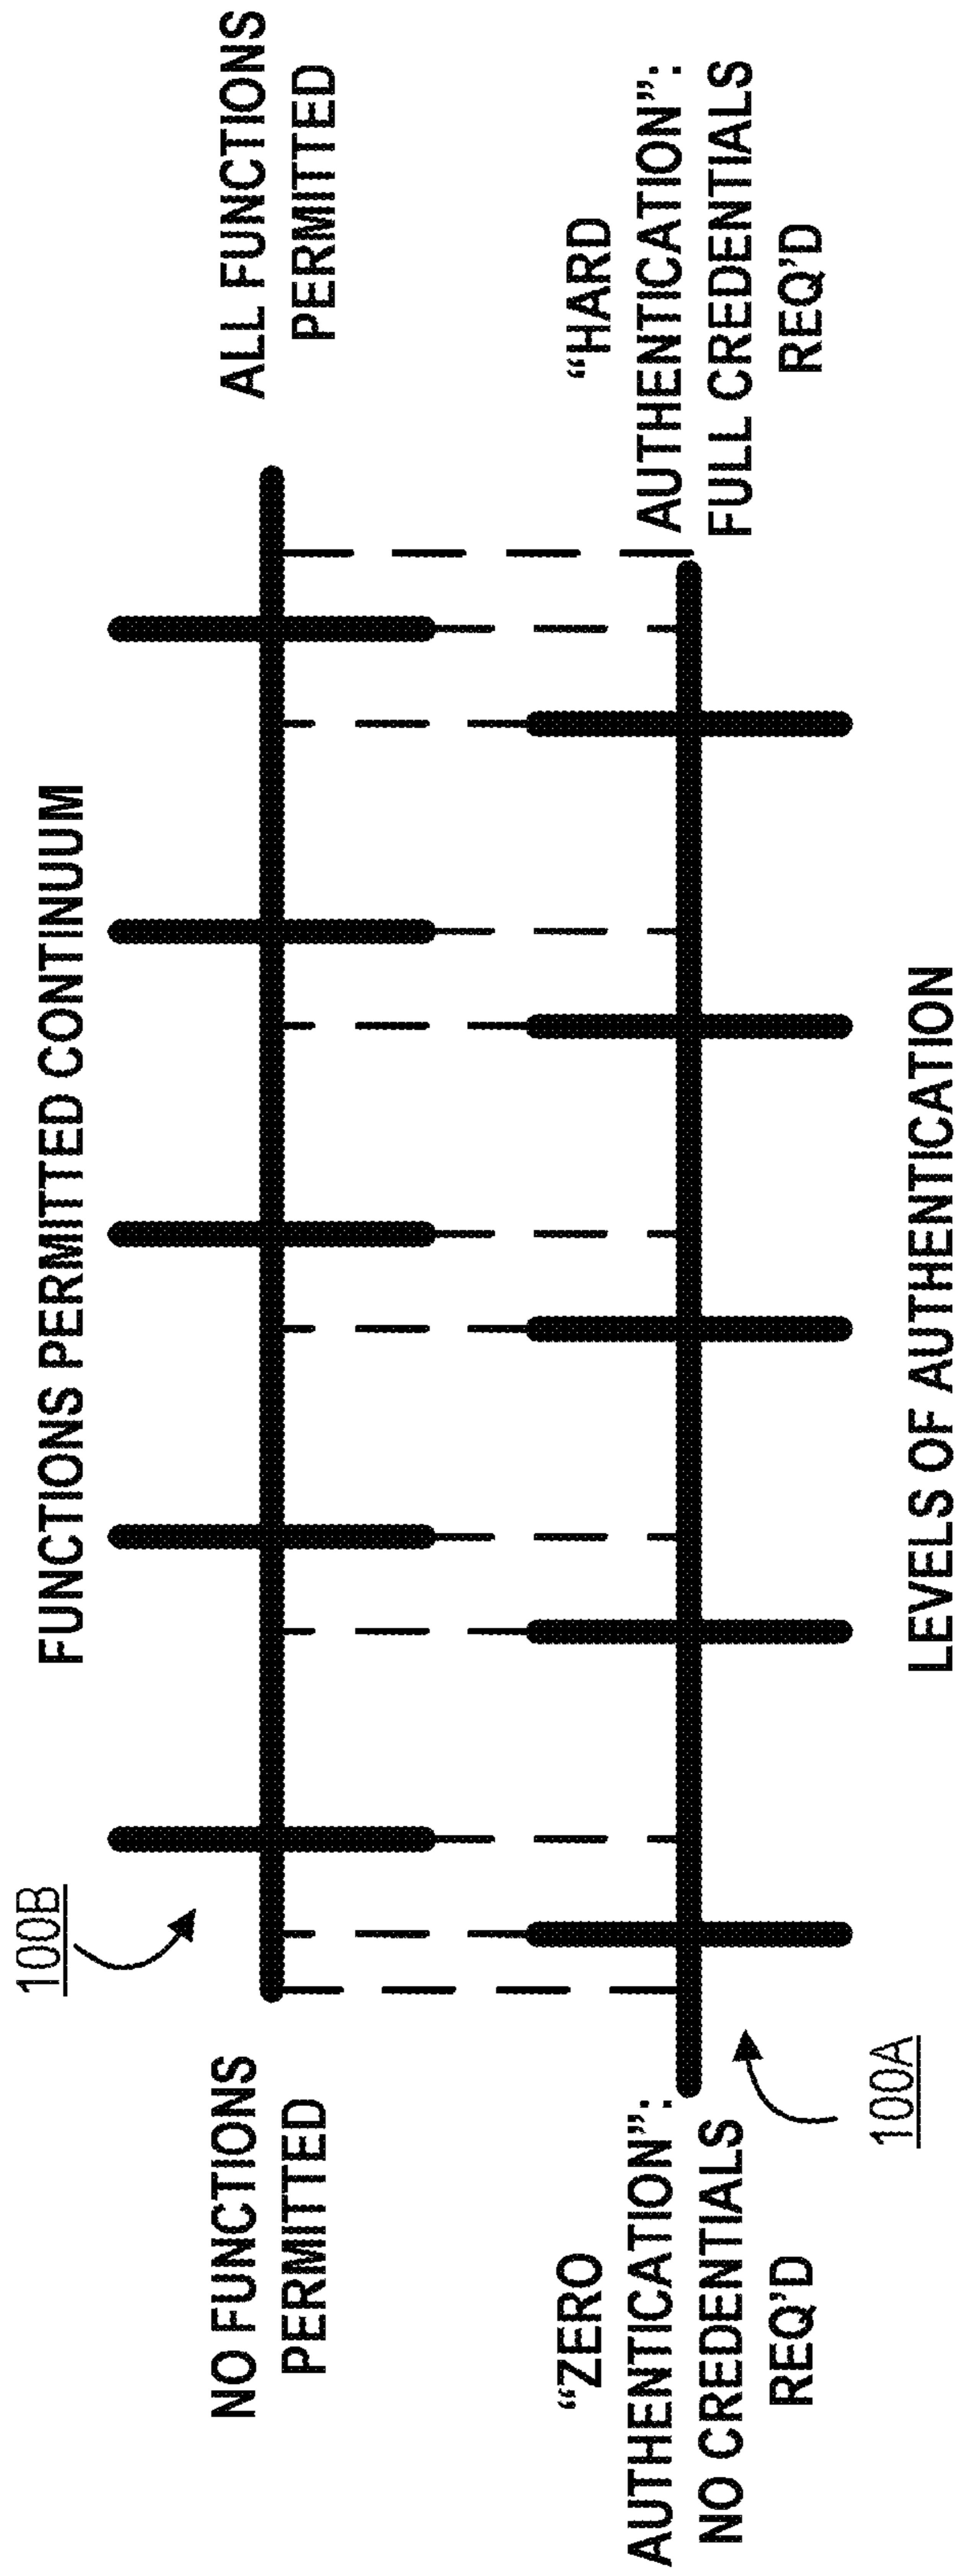 FUNCTIONS PERMITTED CONTINUUM
100B
NO FUNCTIONS
PERMITTED
ALL FUNCTIONS
PERMITTED
“ZERO
AUTHENTICATION”:
NO CREDENTIALS
REQ’D
“HARD
AUTHENTICATION”:
FULL CREDENTIALS
REQ’D
100A
LEVELS OF AUTHENTICATION